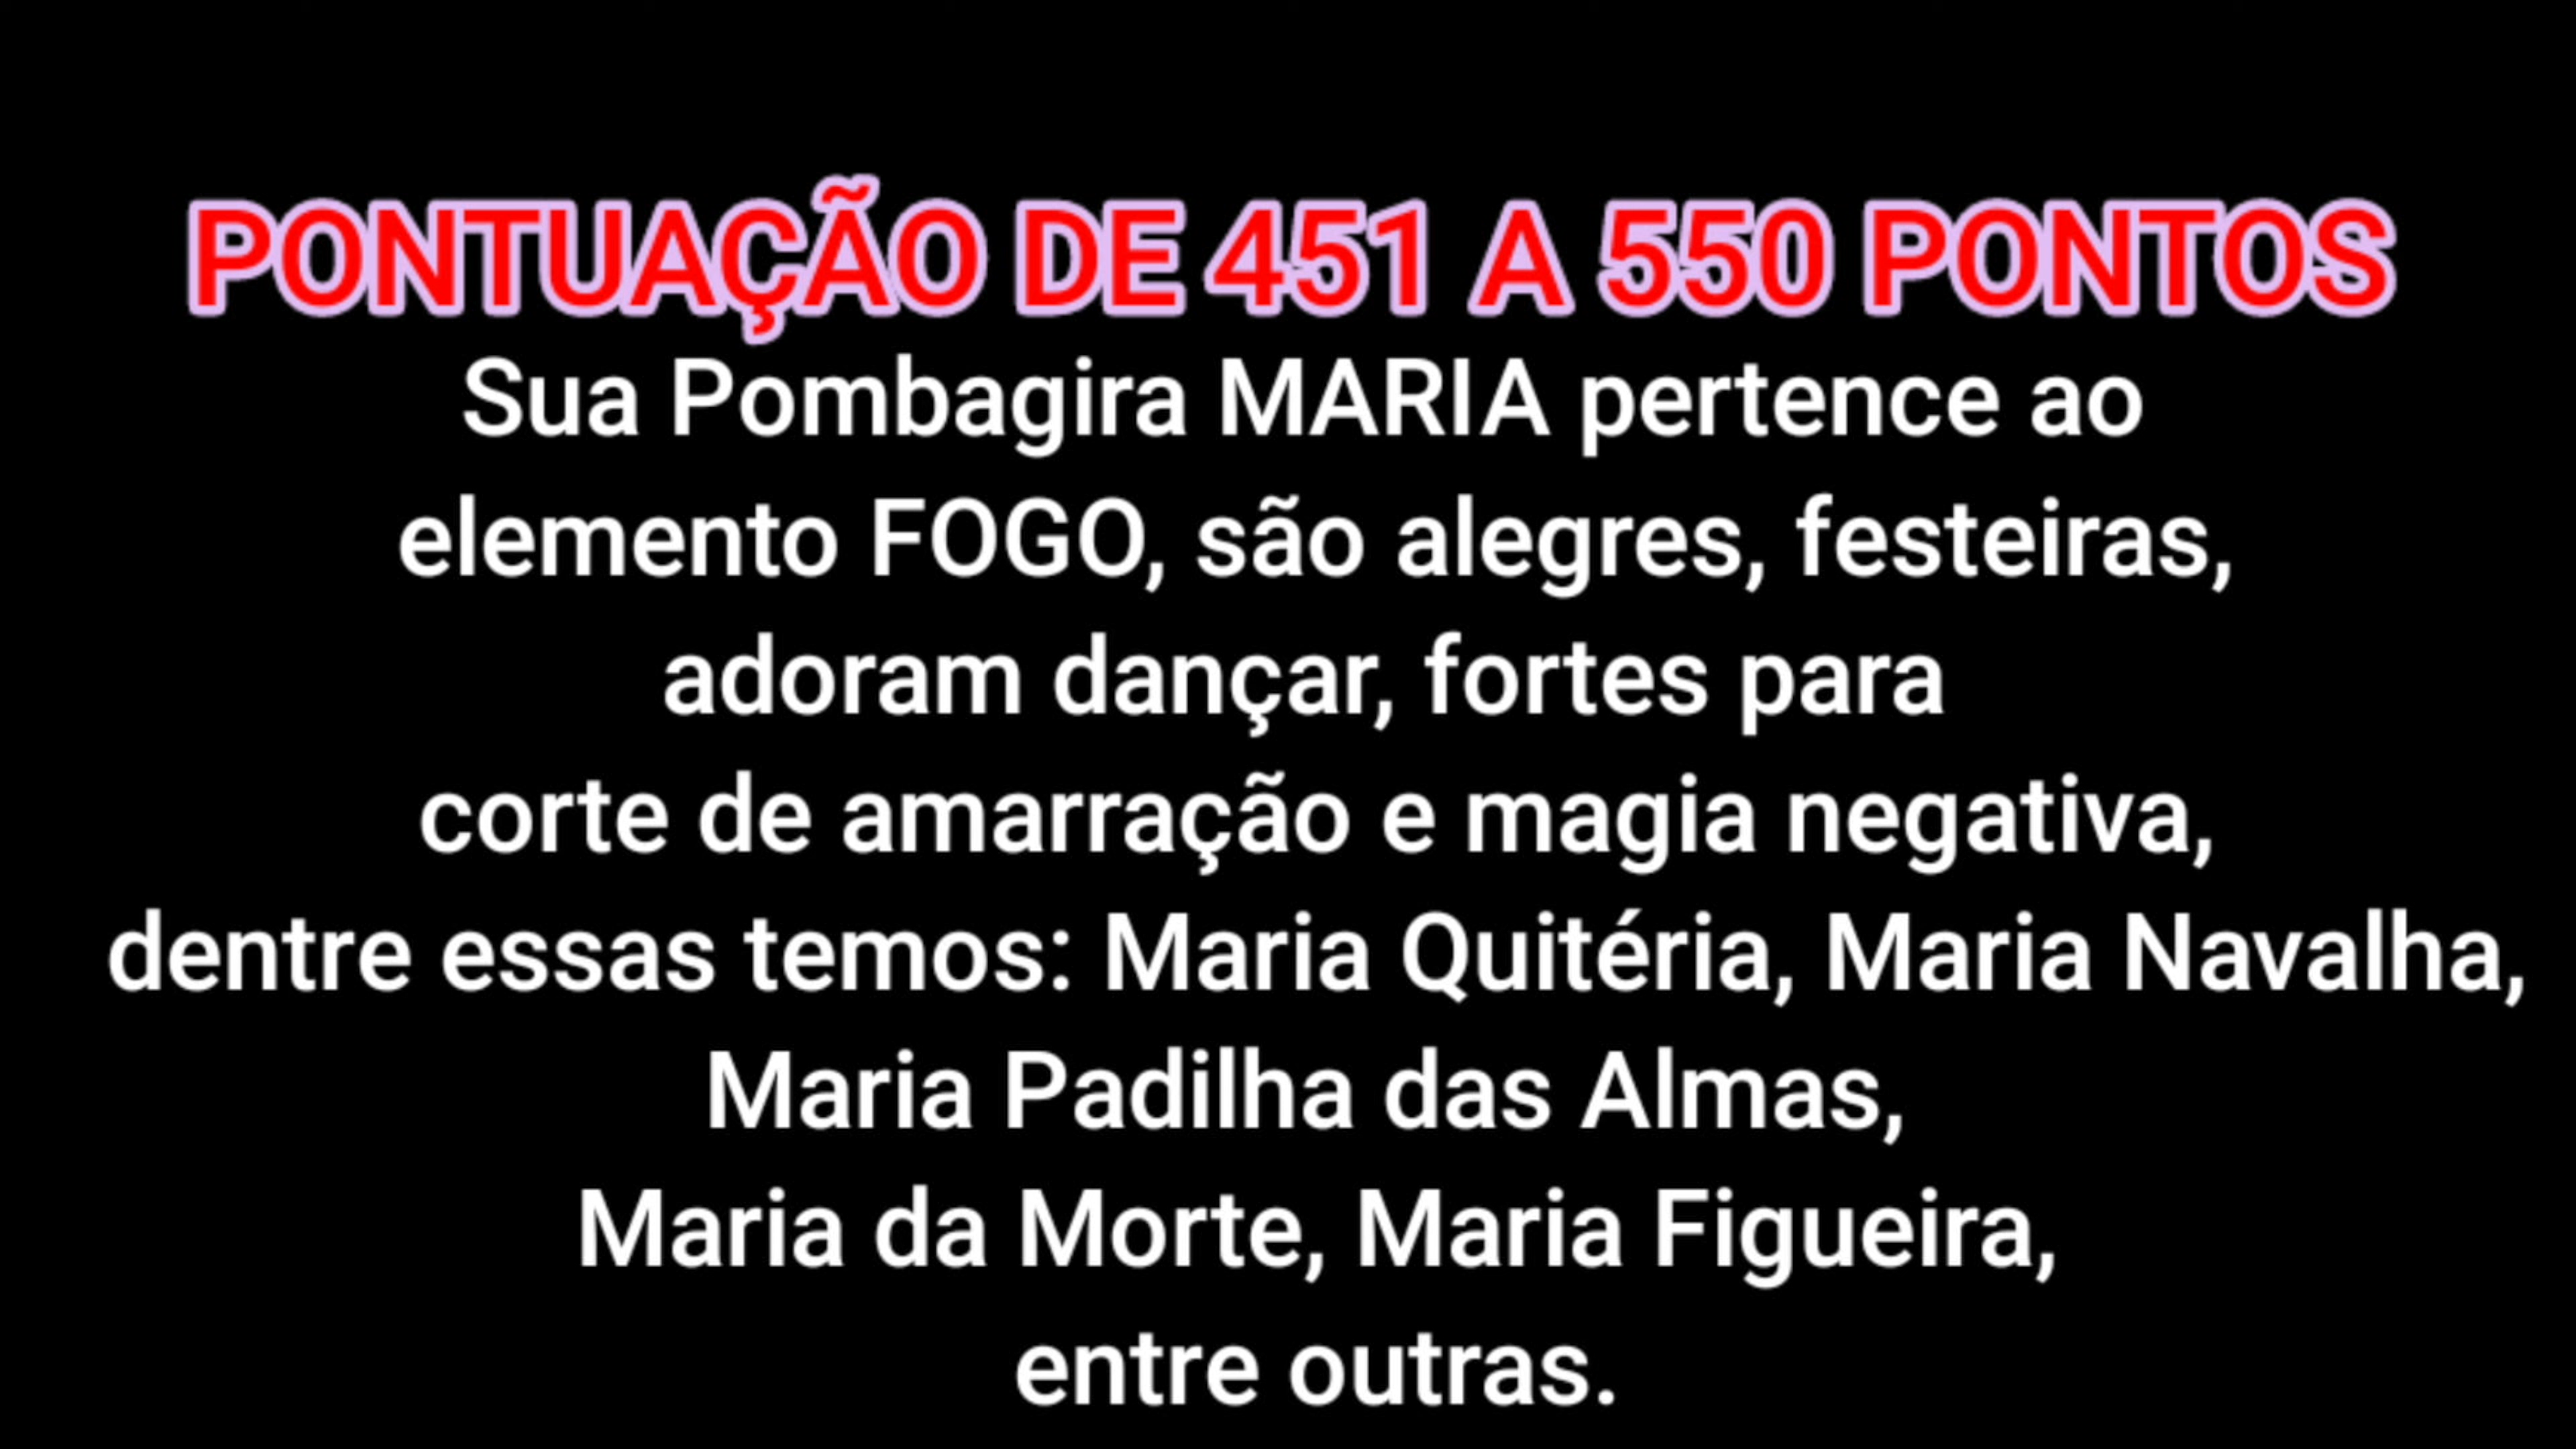 PONTUAÇÃO DE 451 A 550 PONTOS
Sua Pombagira MARIA pertence ao
elemento FOGO, são alegres, festeiras,
adoram dançar, fortes para
corte de amarração e magia negativa,
dentre essas temos: Maria Quitéria, Maria Navalha,
Maria Padilha das Almas,
Maria da Morte, Maria Figueira,
entre outras.